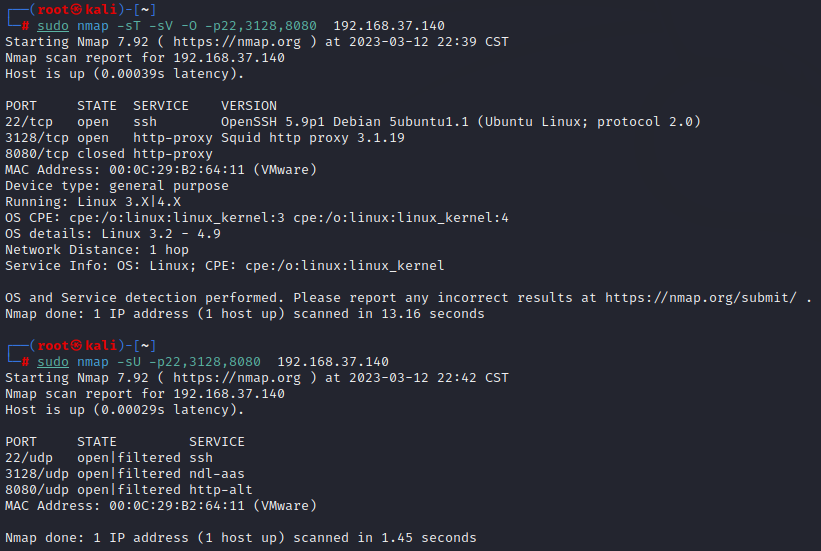 ┌──(root㉿kali)-[~]
└─# sudo nmap -sT -sV -O -p22,3128,8080  192.168.37.140
Starting Nmap 7.92 ( https://nmap.org ) at 2023-03-12 22:39 CST
Nmap scan report for 192.168.37.140
Host is up (0.00039s latency).

PORT     STATE  SERVICE    VERSION
22/tcp   open   ssh        OpenSSH 5.9p1 Debian 5ubuntu1.1 (Ubuntu Linux; protocol 2.0)
3128/tcp open   http-proxy Squid http proxy 3.1.19
8080/tcp closed http-proxy
MAC Address: 00:0C:29:B2:64:11 (VMware)
Device type: general purpose
Running: Linux 3.X|4.X
OS CPE: cpe:/o:linux:linux_kernel:3 cpe:/o:linux:linux_kernel:4
OS details: Linux 3.2 - 4.9
Network Distance: 1 hop
Service Info: OS: Linux; CPE: cpe:/o:linux:linux_kernel

OS and Service detection performed. Please report any incorrect results at https://nmap.org/submit/ .
Nmap done: 1 IP address (1 host up) scanned in 13.16 seconds

┌──(root㉿kali)-[~]
└─# sudo nmap -sU -p22,3128,8080  192.168.37.140
Starting Nmap 7.92 ( https://nmap.org ) at 2023-03-12 22:42 CST
Nmap scan report for 192.168.37.140
Host is up (0.00029s latency).

PORT     STATE         SERVICE
22/udp   open|filtered ssh
3128/udp open|filtered ndl-aas
8080/udp open|filtered http-alt
MAC Address: 00:0C:29:B2:64:11 (VMware)

Nmap done: 1 IP address (1 host up) scanned in 1.45 seconds